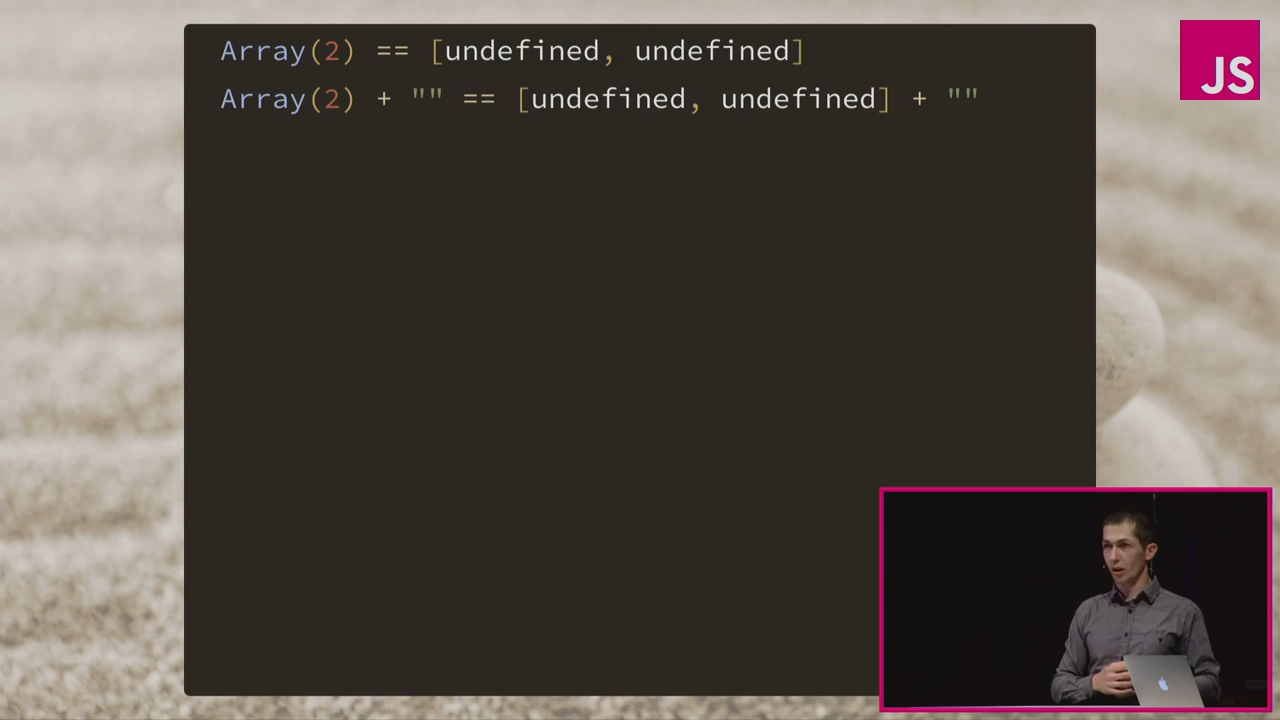 Array(2) == [undefined, undefined]
Array(2) + "" == [undefined, undefined] + ""
JS